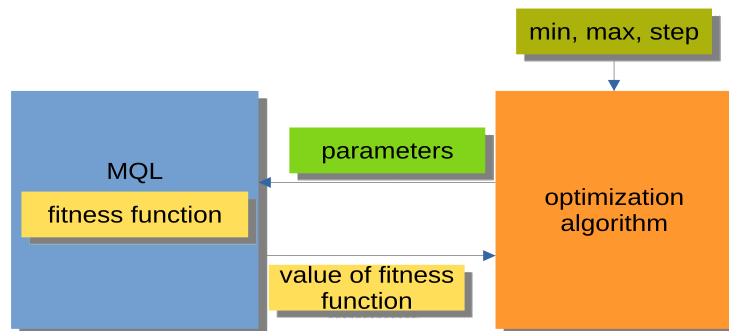 min, max, step
parameters
MQL
fitness function
optimization
algorithm
value of fitness
function